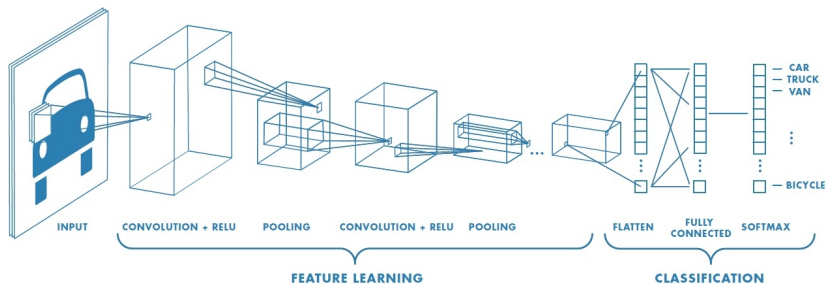 CAR
TRUCK
VAN
BICYCLE
INPUT
CONVOLUTION + RELU
POOLING
CONVOLUTION + RELU
POOLING
FLATTEN
FULLY
CONNECTED
SOFTMAX
FEATURE LEARNING
CLASSIFICATION